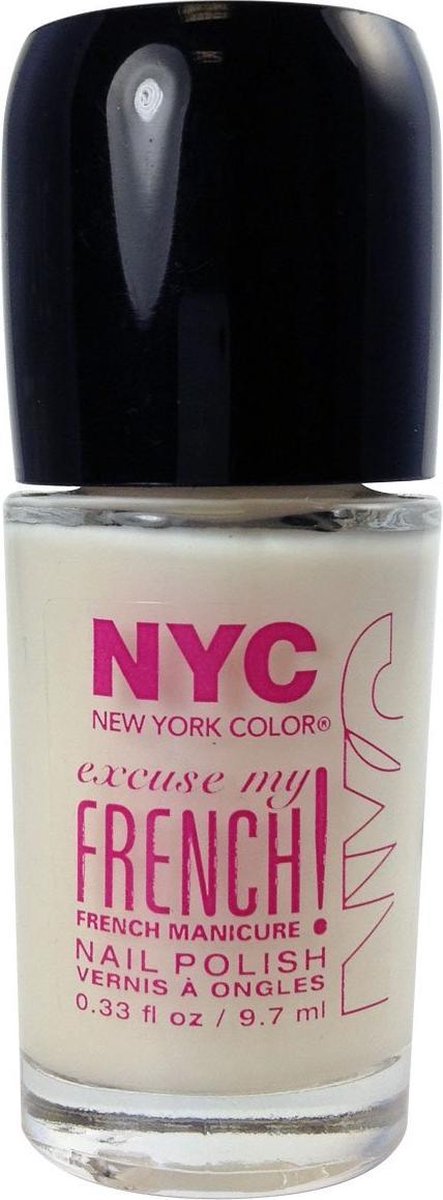 NYC
NEW YORK COLOR®
excuse my
FRENCH!
FRENCH MANICURE
NAIL POLISH
VERNIS À ONGLES
0.33 fl oz / 9.7 ml
NYC